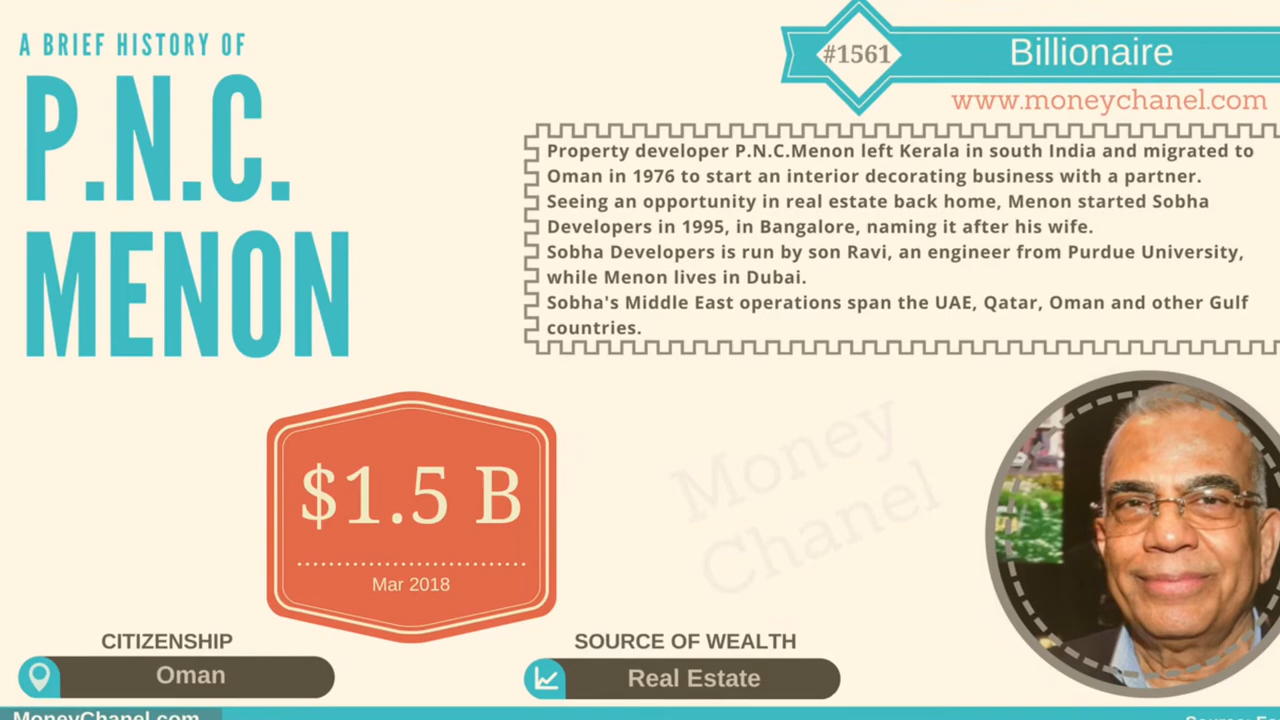 A BRIEF HISTORY OF
P.N.C.
MENON
#1561
Billionaire
www.moneychanel.com
Property developer P.N.C.Menon left Kerala in south India and migrated to
Oman in 1976 to start an interior decorating business with a partner.
Seeing an opportunity in real estate back home, Menon started Sobha
Developers in 1995, in Bangalore, naming it after his wife.
Sobha Developers is run by son Ravi, an engineer from Purdue University,
while Menon lives in Dubai.
Sobha's Middle East operations span the UAE, Qatar, Oman and other Gulf
countries.
$1.5 B
Mar 2018
Money
Chanel
CITIZENSHIP
Oman
SOURCE OF WEALTH
Real Estate
MoneyChanel.com